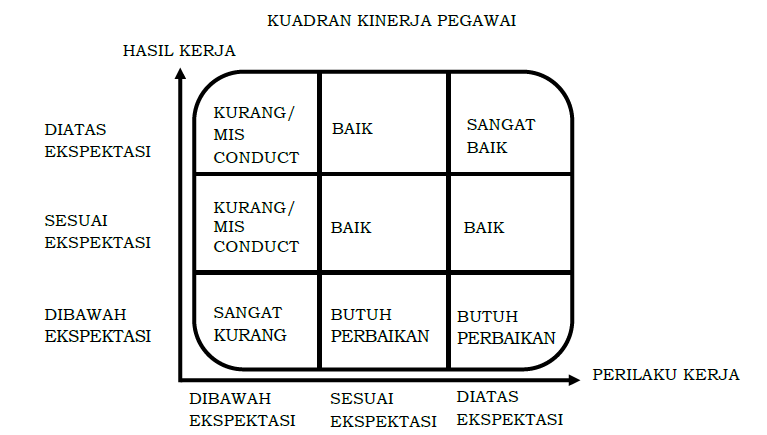 KUADRAN KINERJA PEGAWAI
HASIL KERJA
DIATAS
EKSPEKTASI
KURANG/
MIS
CONDUCT
BAIK
SANGAT
BAIK
SESUAI
EKSPEKTASI
KURANG/
MIS
CONDUCT
BAIK
BAIK
DIBAWAH
EKSPEKTASI
SANGAT
KURANG
BUTUH
PERBAIKAN
BUTUH
PERBAIKAN
PERILAKU KERJA
DIBAWAH
EKSPEKTASI
SESUAI
EKSPEKTASI
DIATAS
EKSPEKTASI